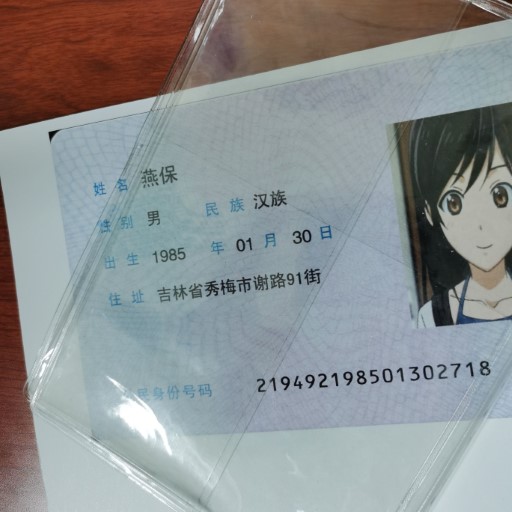 姓名 燕保
性别 男 民族 汉族
出生 1985 年 01 月 30 日
住址 吉林省秀梅市谢路91街
民身份号码 219492198501302718